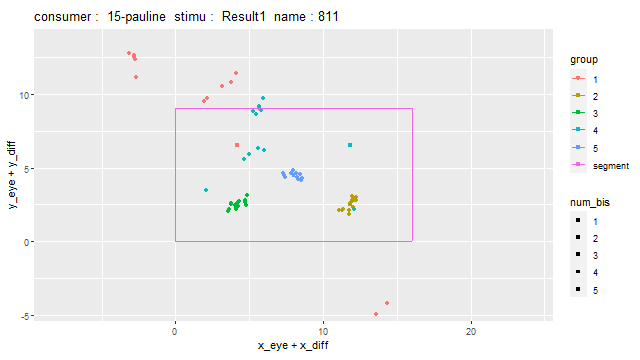 consumer :  15-pauline  stimu :  Result1  name : 811
y_eye + y_diff
10
5
0
-5
0
10
20
x_eye + x_diff
group
1
2
3
4
5
segment
num_bis
1
2
3
4
5